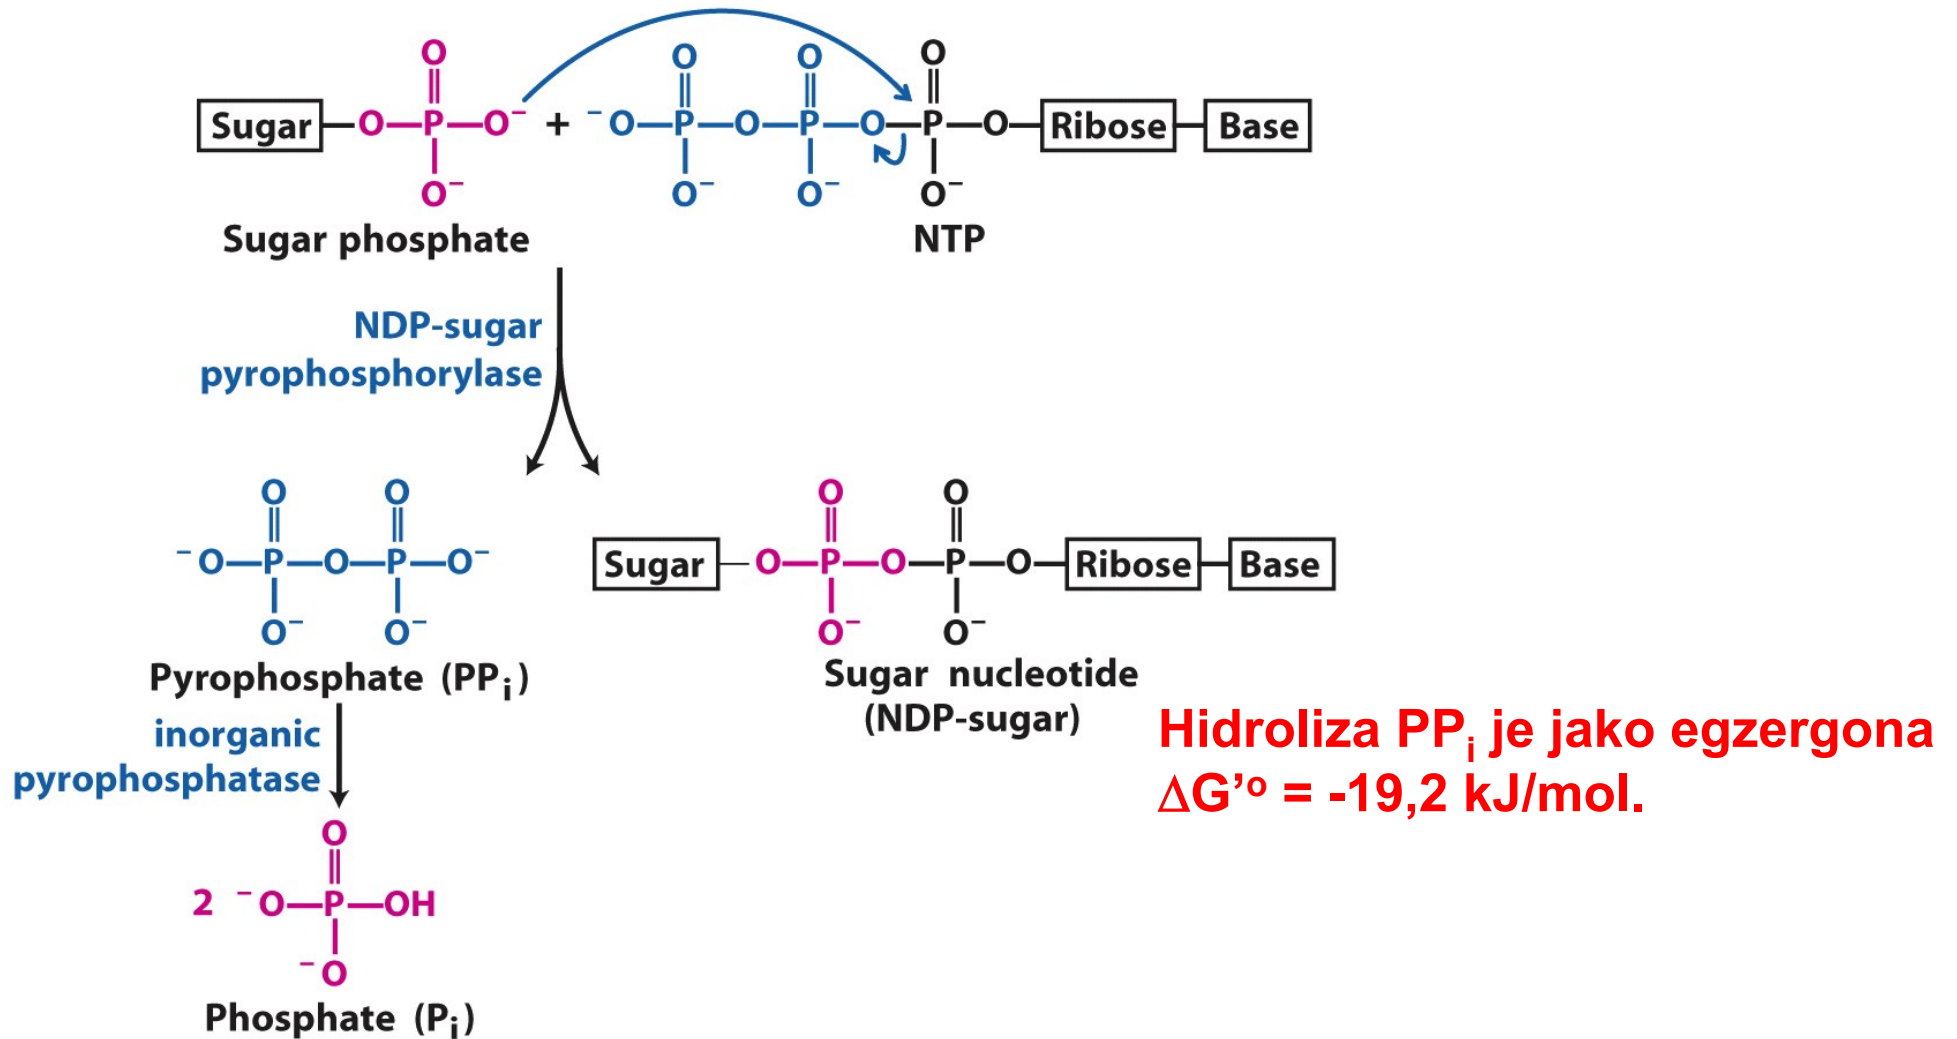 O O O O
Sugar—O—P—O⁻ + ⁻O—P—O—P—O—P—O—Ribose—Base
O⁻ O⁻ O⁻ O⁻
Sugar phosphate NTP
NDP-sugar
pyrophosphorylase
O O O O
⁻O—P—O—P—O⁻ Sugar—O—P—O—P—O—Ribose—Base
O⁻ O⁻ O⁻ O⁻
Pyrophosphate (PPᵢ)
inorganic
pyrophosphatase
Sugar nucleotide
(NDP-sugar)
Hidroliza PPᵢ je jako egzergona
ΔG’º = -19,2 kJ/mol.
O
2 ⁻O—P—OH
⁻O
Phosphate (Pᵢ)